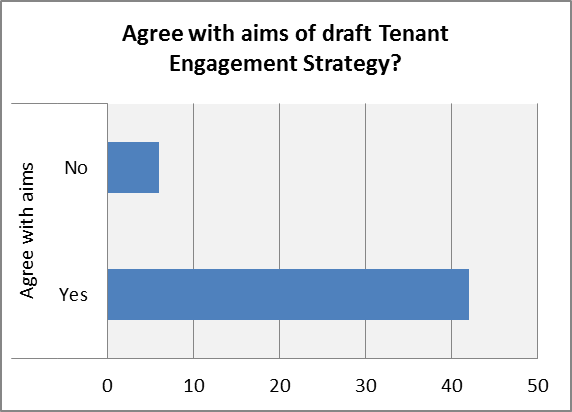 Agree with aims of draft Tenant
Engagement Strategy?
Agree with aims
No
Yes
0 10 20 30 40 50